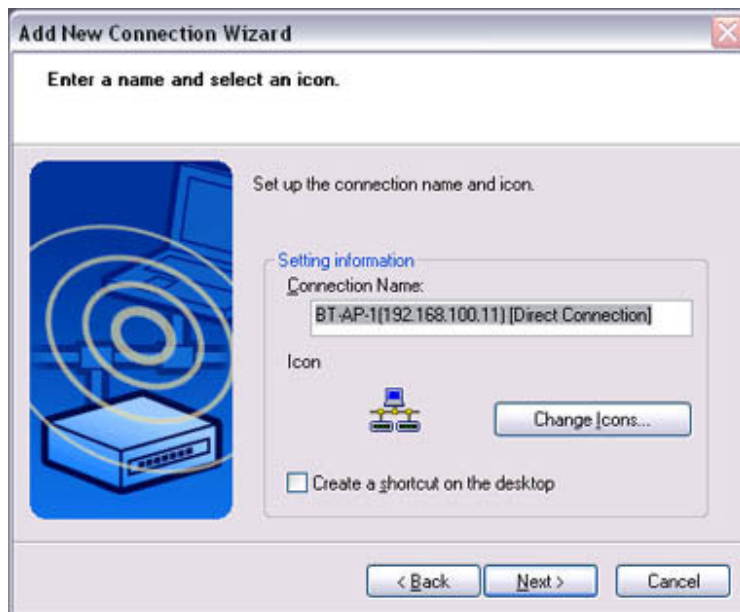 Add New Connection Wizard
Enter a name and select an icon.
Set up the connection name and icon.
Setting information
Connection Name:
BT-AP-1(192.168.100.11) [Direct Connection]
Icon
Change Icons...
Create a shortcut on the desktop
< Back
Next >
Cancel